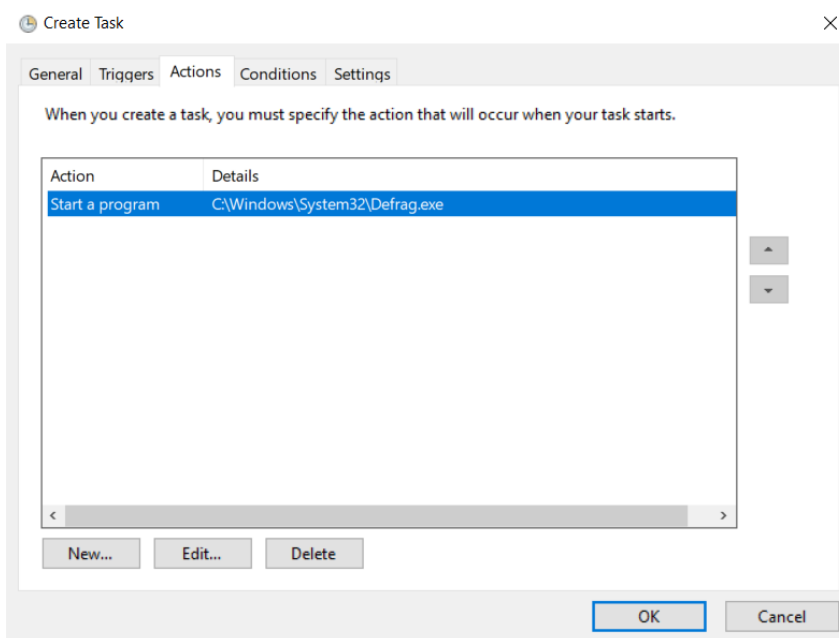 Create Task
General Triggers Actions Conditions Settings
When you create a task, you must specify the action that will occur when your task starts.
Action Details
Start a program C:\Windows\System32\Defrag.exe
New... Edit... Delete
OK Cancel